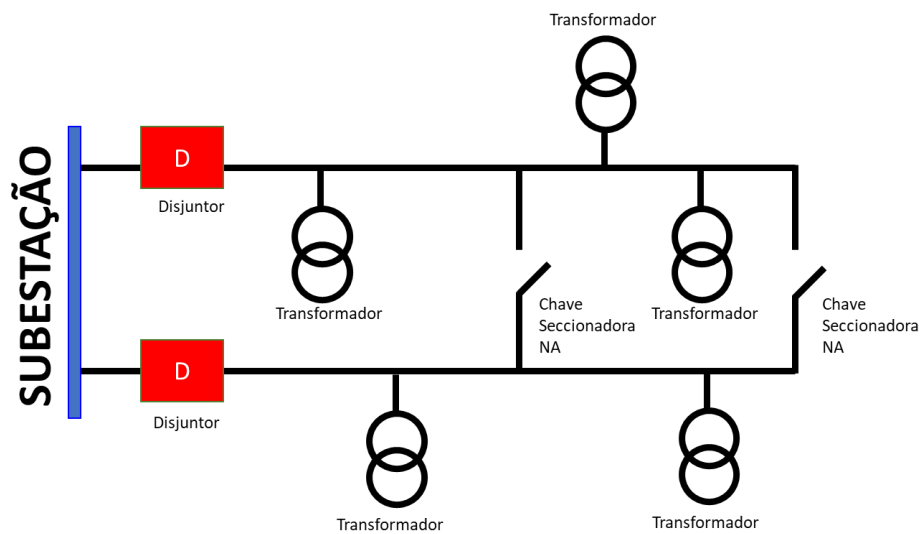 Transformador
SUBESTAÇÃO
D
Disjuntor
Transformador
Chave
Seccionadora
NA
Transformador
Chave
Seccionadora
NA
D
Disjuntor
Transformador
Transformador